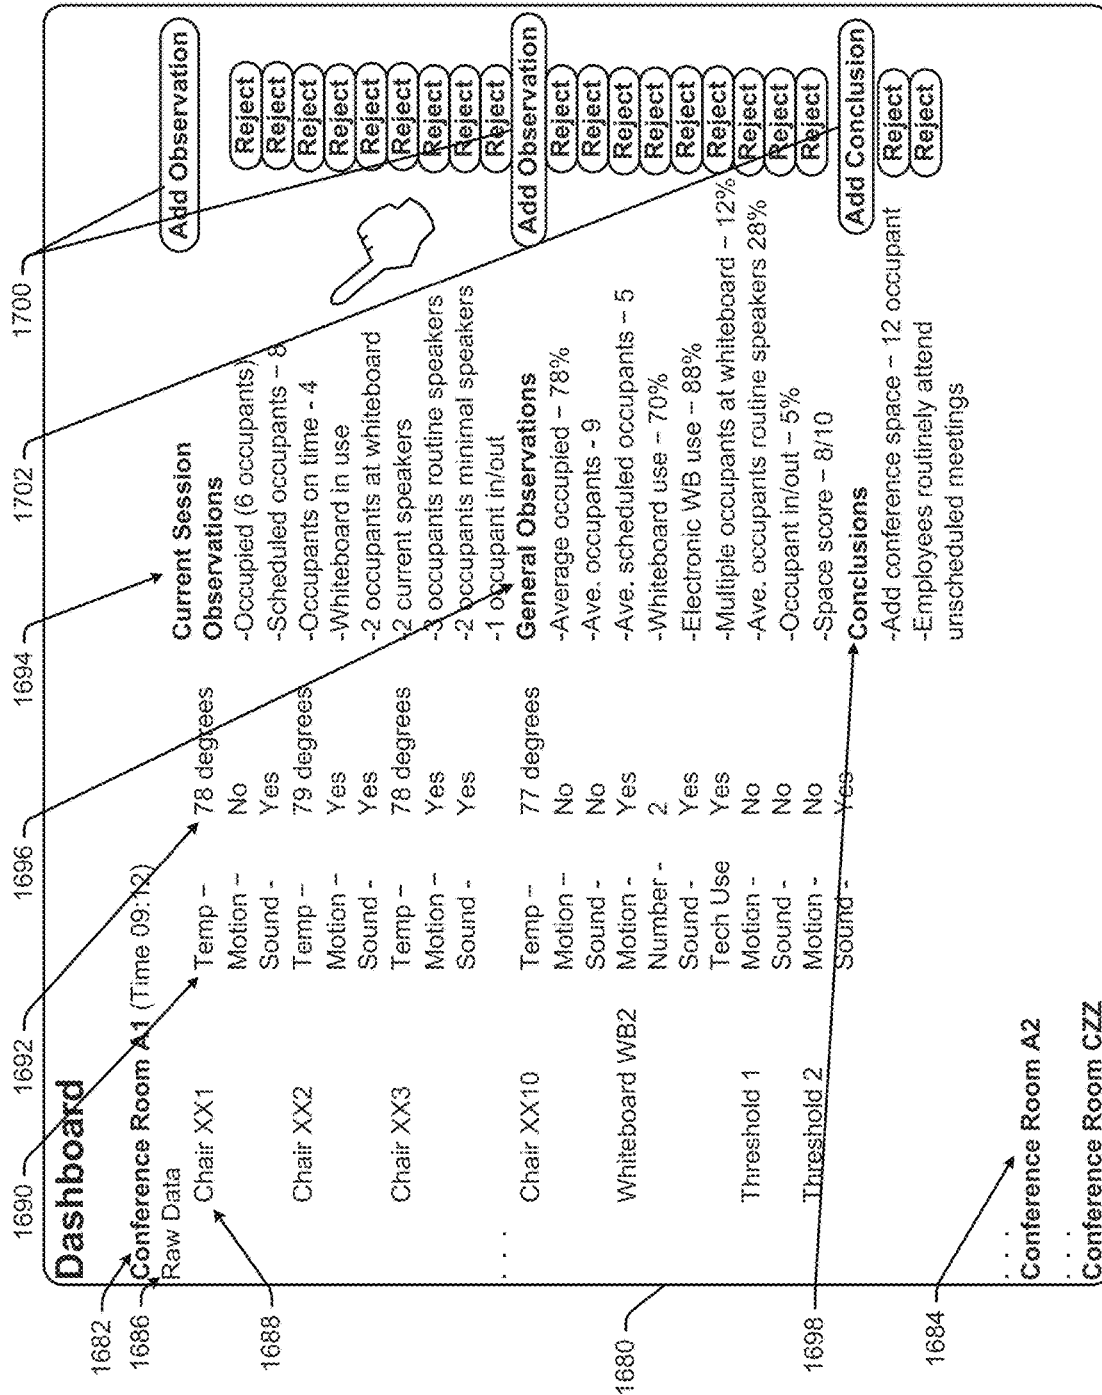 1690
1692
1696
1694
1702
1700
1682
1686
1688
1680
1698
1684
Dashboard
Conference Room A1 (Time 09:12)
Raw Data
Chair XX1
Temp – 78 degrees
Motion – No
Sound - Yes
Chair XX2
Temp – 79 degrees
Motion – Yes
Sound - Yes
Chair XX3
Temp – 78 degrees
Motion – Yes
Sound - Yes
. . .
Chair XX10
Temp – 77 degrees
Motion – No
Sound - No
Whiteboard WB2
Motion - Yes
Number - 2
Sound - Yes
Tech Use Yes
Threshold 1
Motion - No
Sound - No
Threshold 2
Motion - No
Sound - Yes
. . .
Conference Room A2
. . .
Conference Room CZZ
Current Session
Observations
Add Observation
-Occupied (6 occupants) Reject
-Scheduled occupants – 8 Reject
-Occupants on time - 4 Reject
-Whiteboard in use Reject
-2 occupants at whiteboard Reject
-2 current speakers Reject
-3 occupants routine speakers Reject
-2 occupants minimal speakers Reject
-1 occupant in/out Reject
General Observations Add Observation
-Average occupied – 78% Reject
-Ave. occupants - 9 Reject
-Ave. scheduled occupants – 5 Reject
-Whiteboard use – 70% Reject
-Electronic WB use – 88% Reject
-Multiple occupants at whiteboard – 12% Reject
-Ave. occupants routine speakers 28% Reject
-Occupant in/out – 5% Reject
-Space score – 8/10 Reject
Conclusions Add Conclusion
-Add conference space – 12 occupant Reject
-Employees routinely attend Reject
unscheduled meetings